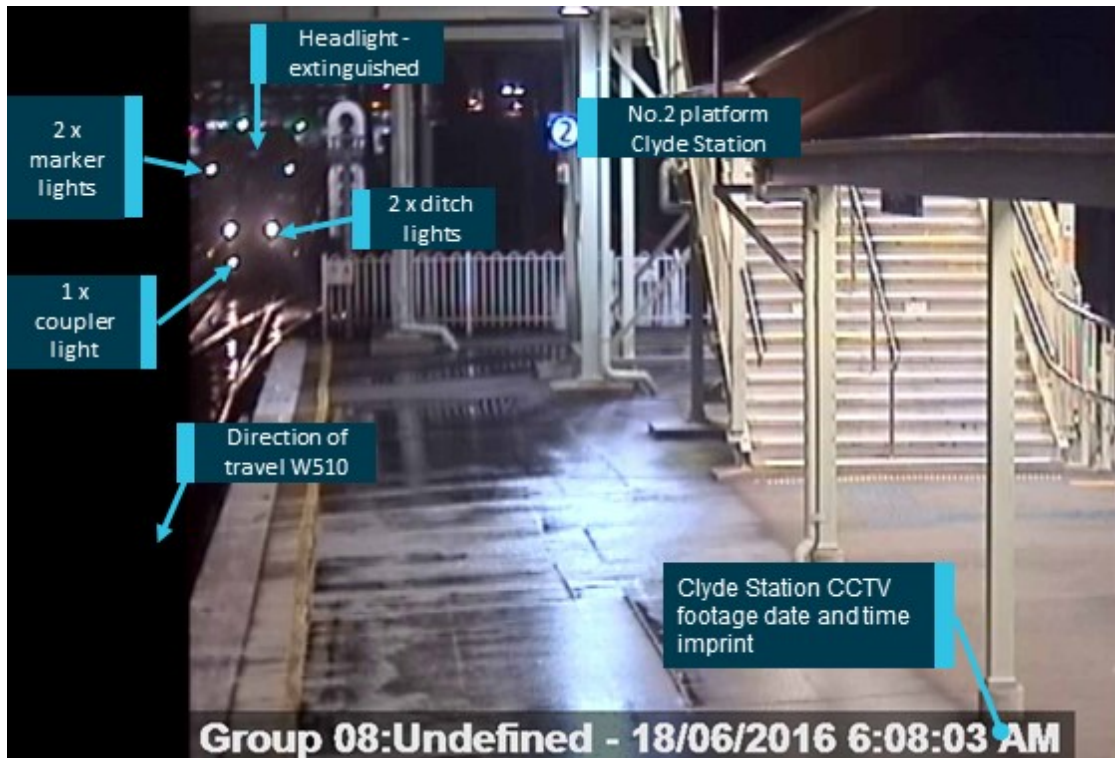 Headlight -
extinguished
2 x
marker
lights
No.2 platform
Clyde Station
2
2 x ditch
lights
1 x
coupler
light
Direction of
travel W510
Clyde Station CCTV
footage date and time
imprint
Group 08:Undefined - 18/06/2016 6:08:03 AM